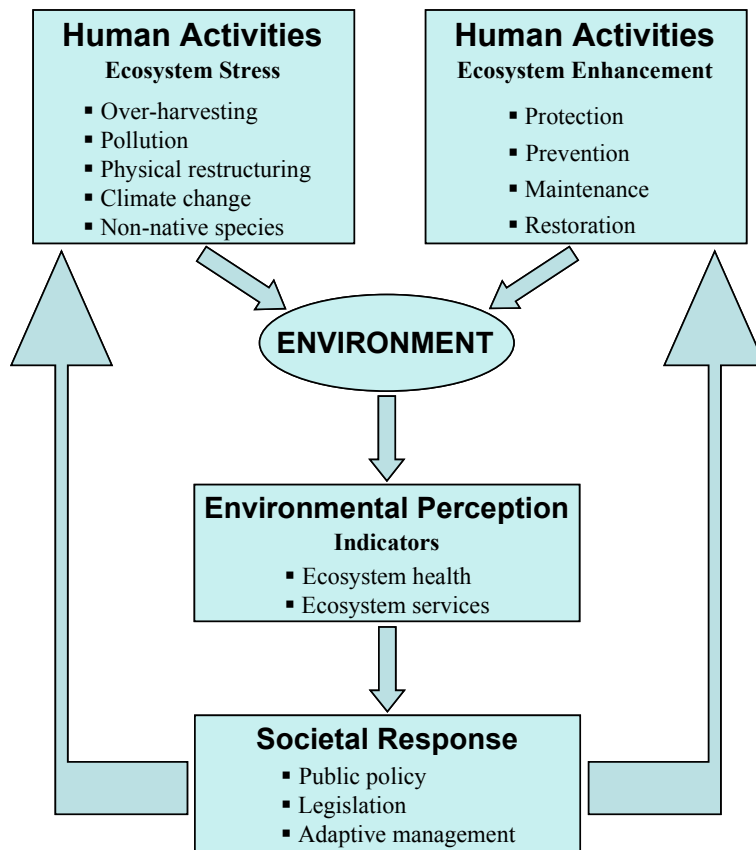 Human Activities
Ecosystem Stress
▪ Over-harvesting
▪ Pollution
▪ Physical restructuring
▪ Climate change
▪ Non-native species
Human Activities
Ecosystem Enhancement
▪ Protection
▪ Prevention
▪ Maintenance
▪ Restoration
ENVIRONMENT
Environmental Perception
Indicators
▪ Ecosystem health
▪ Ecosystem services
Societal Response
▪ Public policy
▪ Legislation
▪ Adaptive management